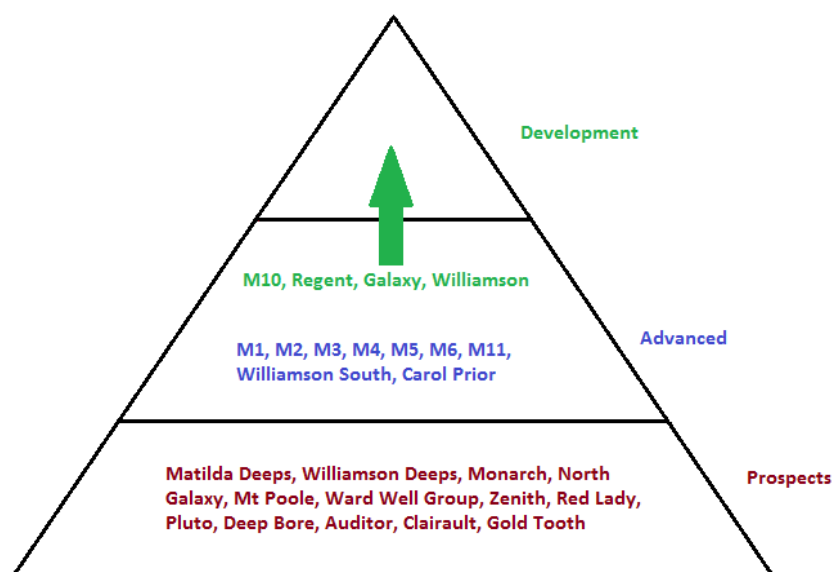 Development
M10, Regent, Galaxy, Williamson
Advanced
M1, M2, M3, M4, M5, M6, M11,
Williamson South, Carol Prior
Matilda Deeps, Williamson Deeps, Monarch, North
Prospects
Galaxy, Mt Poole, Ward Well Group, Zenith, Red Lady,
Pluto, Deep Bore, Auditor, Clairault, Gold Tooth